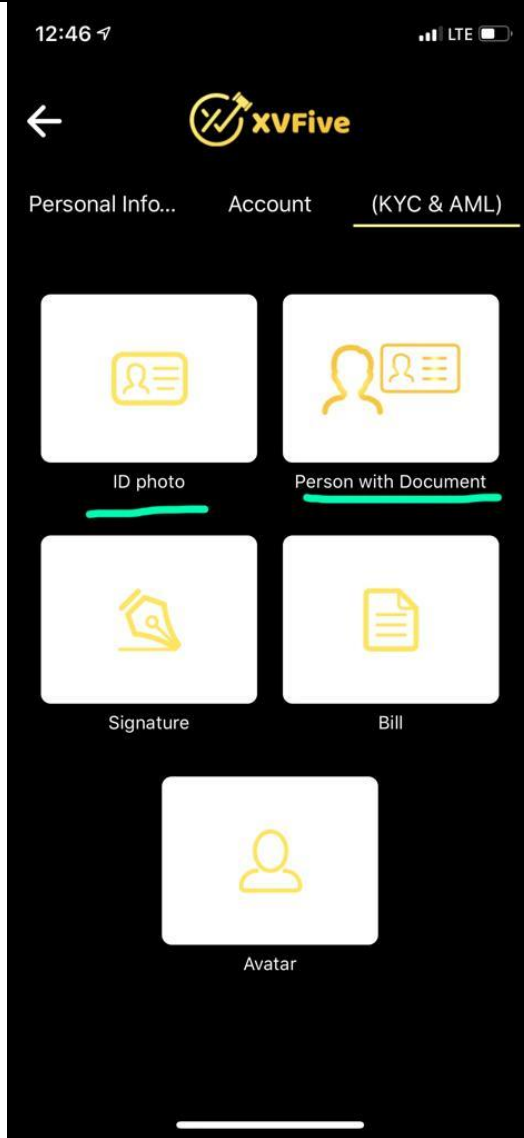 12:46 LTE
XVFive
Personal Info... Account (KYC & AML)
ID photo Person with Document
Signature Bill
Avatar